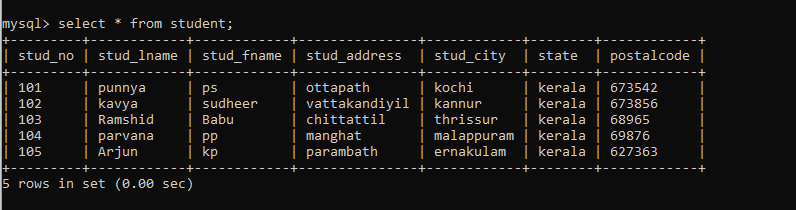 mysql> select * from student;
+---------+------------+------------+---------------+------------+--------+------------+
| stud_no | stud_lname | stud_fname | stud_address | stud_city | state | postalcode |
+---------+------------+------------+---------------+------------+--------+------------+
| 101 | punnya | ps | ottapath | kochi | kerala | 673542 |
| 102 | kavya | sudheer | vattakandiyil | kannur | kerala | 673856 |
| 103 | Ramshid | Babu | chittattil | thrissur | kerala | 68965 |
| 104 | parvana | pp | manghat | malappuram | kerala | 69876 |
| 105 | Arjun | kp | parambath | ernakulam | kerala | 627363 |
+---------+------------+------------+---------------+------------+--------+------------+
5 rows in set (0.00 sec)